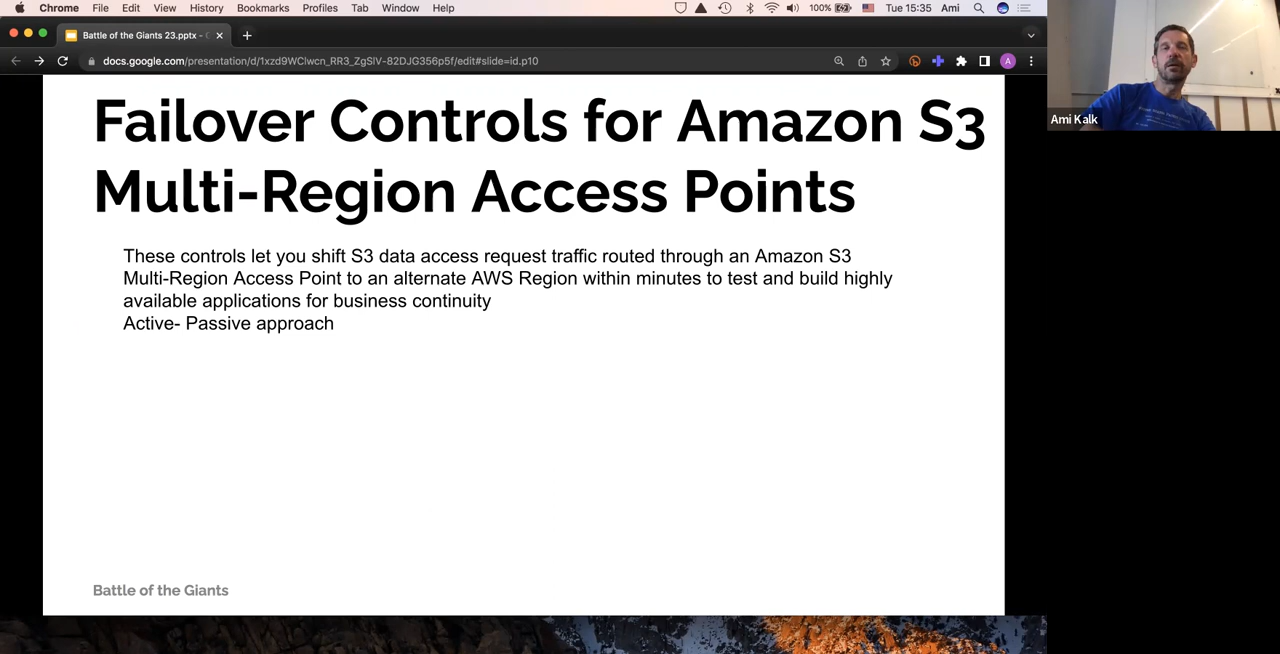 Chrome File Edit View History Bookmarks Profiles Tab Window Help 100% Tue 15:35 Ami
Battle of the Giants 23.pptx -
docs.google.com/presentation/d/1xzd9WClwcn_RR3_ZgSlV-82DJG356p5f/edit#slide=id.p10
A
Failover Controls for Amazon S3
Multi-Region Access Points
These controls let you shift S3 data access request traffic routed through an Amazon S3
Multi-Region Access Point to an alternate AWS Region within minutes to test and build highly
available applications for business continuity
Active- Passive approach
Battle of the Giants
Ami Kalk